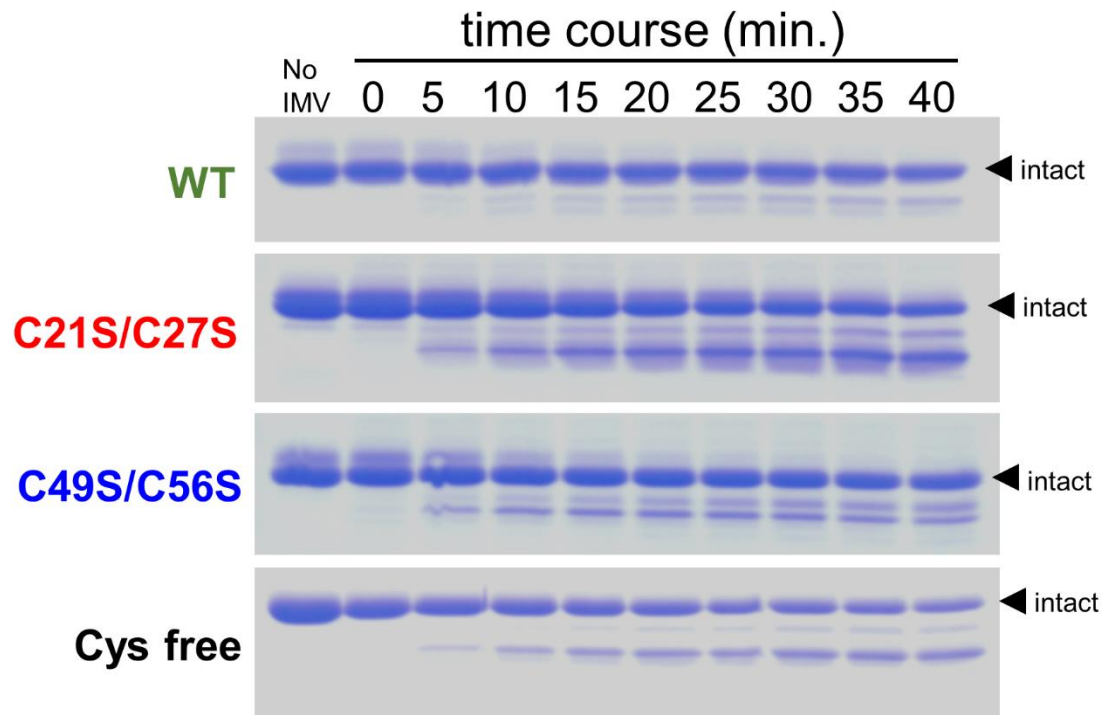 time course (min.)
No
IMV 0 5 10 15 20 25 30 35 40
WT intact
C21S/C27S intact
C49S/C56S intact
Cys free intact